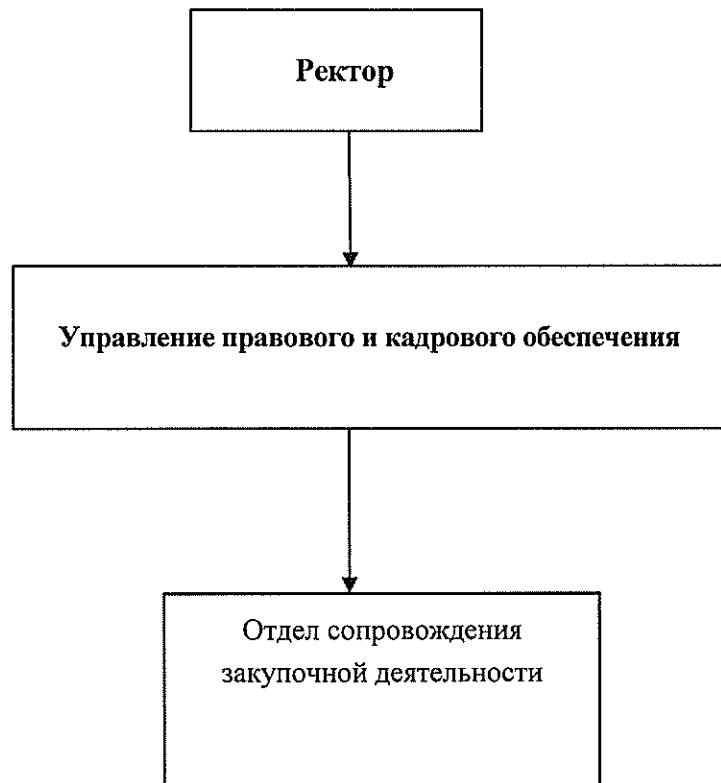 Ректор
Управление правового и кадрового обеспечения
Отдел сопровождения
закупочной деятельности